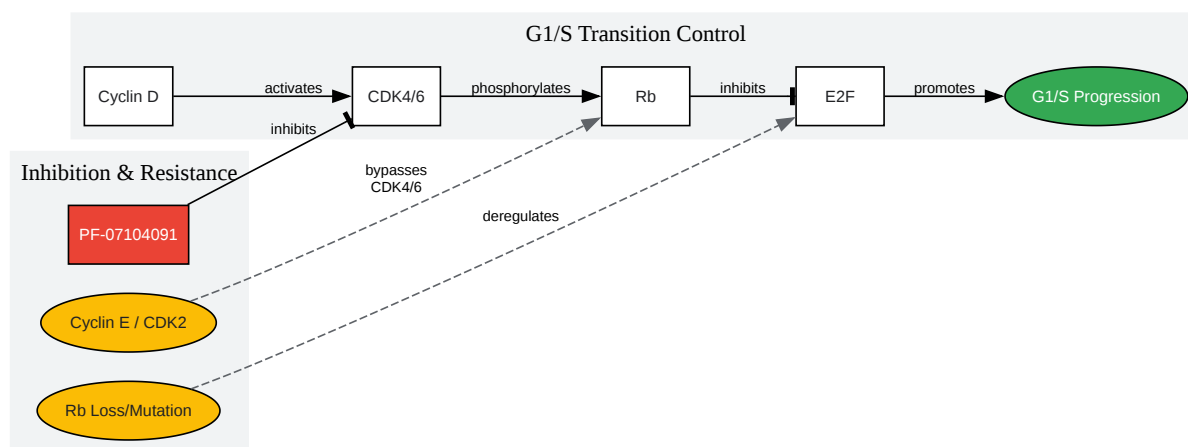 G1/S Transition Control
Cyclin D
activates
CDK4/6
phosphorylates
Rb
inhibits
E2F
promotes
G1/S Progression
inhibits
Inhibition & Resistance
bypasses
CDK4/6
PF-07104091
deregulates
Cyclin E / CDK2
Rb Loss/Mutation